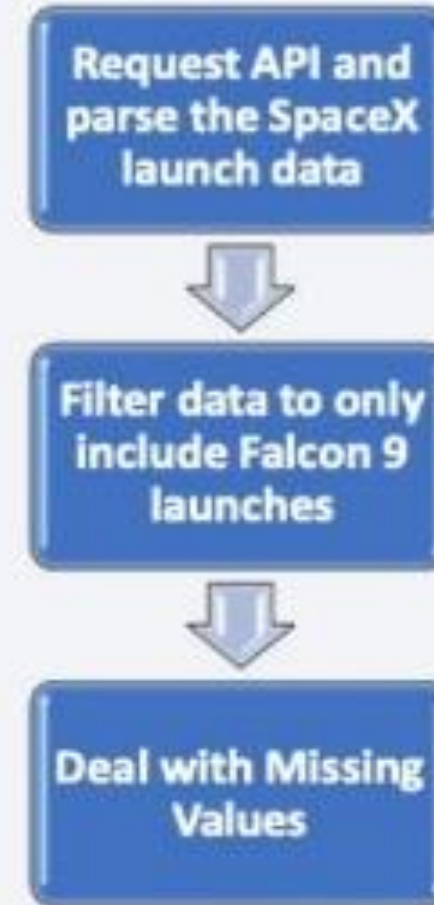 Request API and
parse the SpaceX
launch data
Filter data to only
include Falcon 9
launches
Deal with Missing
Values